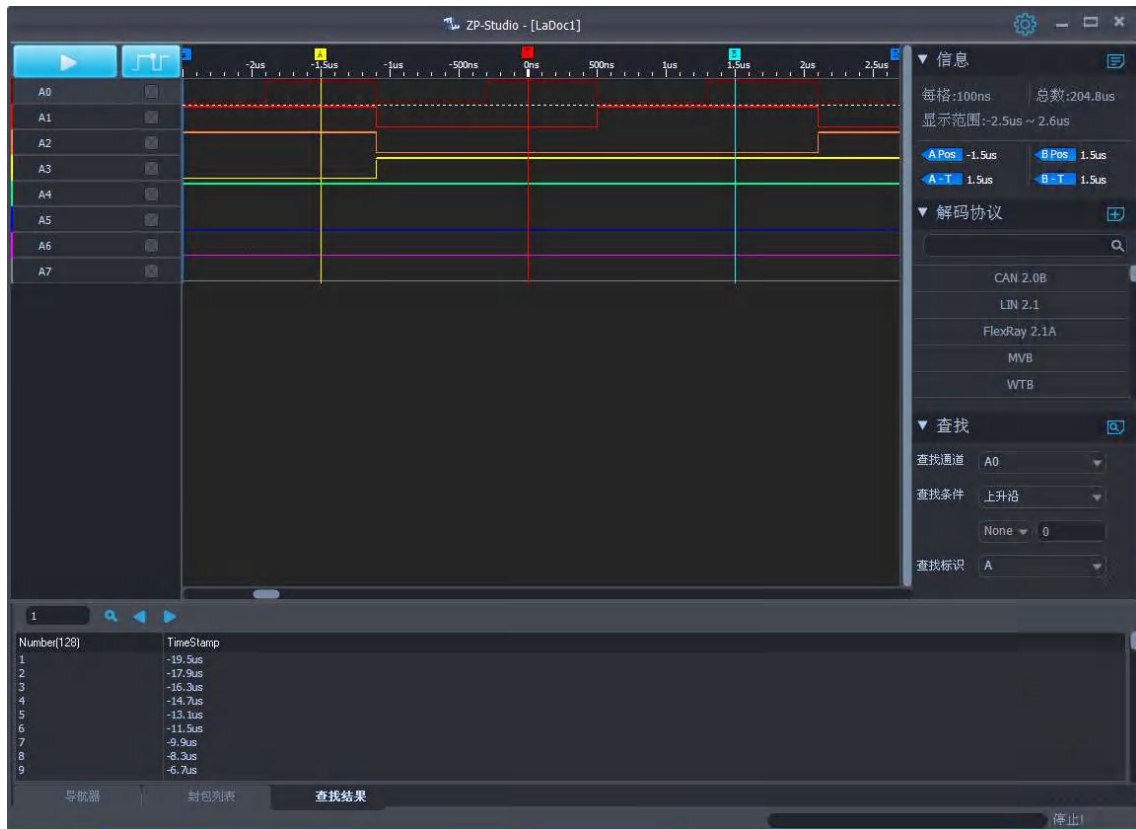 ZP-Studio - [LaDoc1]
A T B
-2us -1.5us -1us -500ns 0ns 500ns 1us 1.5us 2us 2.5us
A0
A1
A2
A3
A4
A5
A6
A7
信息
每格:100ns 总数:204.8us
显示范围:-2.5us ~ 2.6us
A Pos -1.5us B Pos 1.5us
A - T 1.5us B - T 1.5us
解码协议
CAN 2.0B
LIN 2.1
FlexRay 2.1A
MVB
WTB
查找
查找通道 A0
查找条件 上升沿
None 0
查找标识 A
1
Number(128) TimeStamp
1 -19.5us
2 -17.9us
3 -16.3us
4 -14.7us
5 -13.1us
6 -11.5us
7 -9.9us
8 -8.3us
9 -6.7us
导航器 封包列表 查找结果
停止!